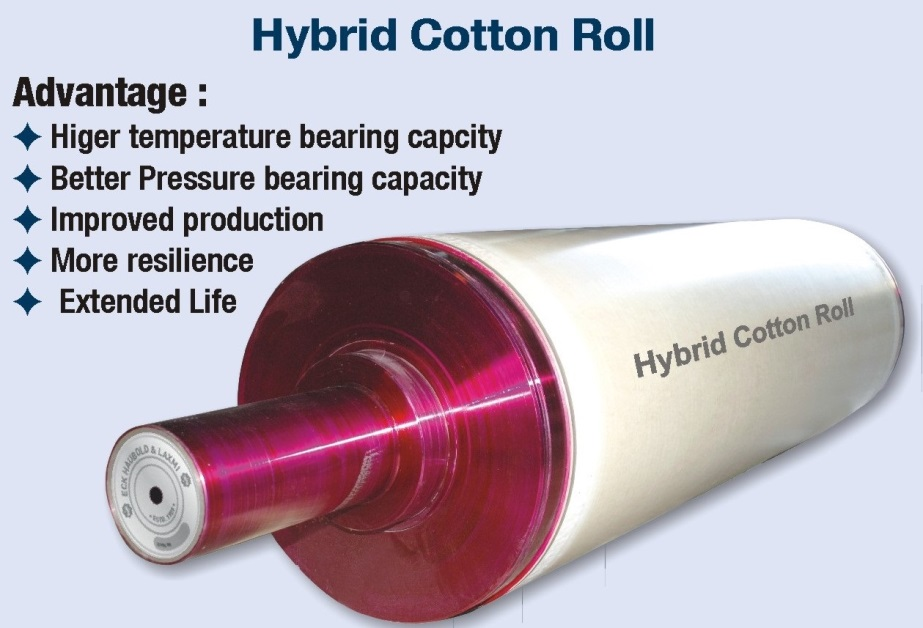 Hybrid Cotton Roll
Advantage :
Higer temperature bearing capcity
Better Pressure bearing capacity
Improved production
More resilience
Extended Life
Hybrid Cotton Roll
ECK HAUBOLD & LAXMI